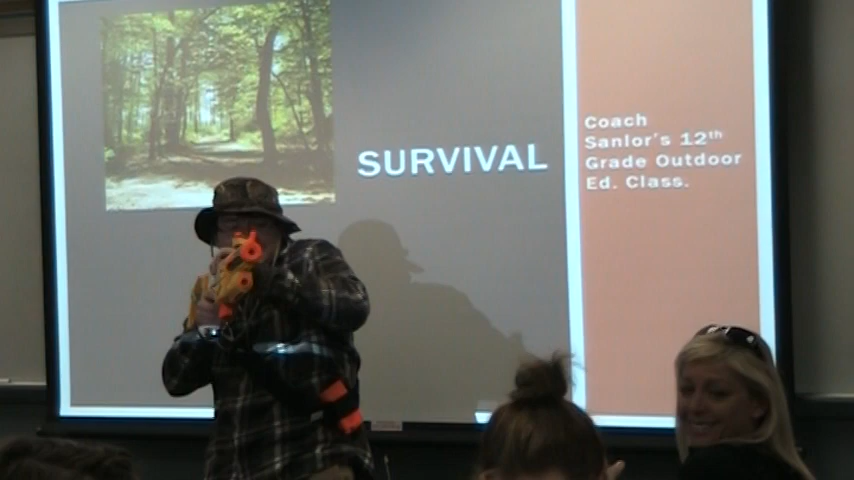 SURVIVAL
Coach
Sanlor's 12th
Grade Outdoor
Ed. Class.